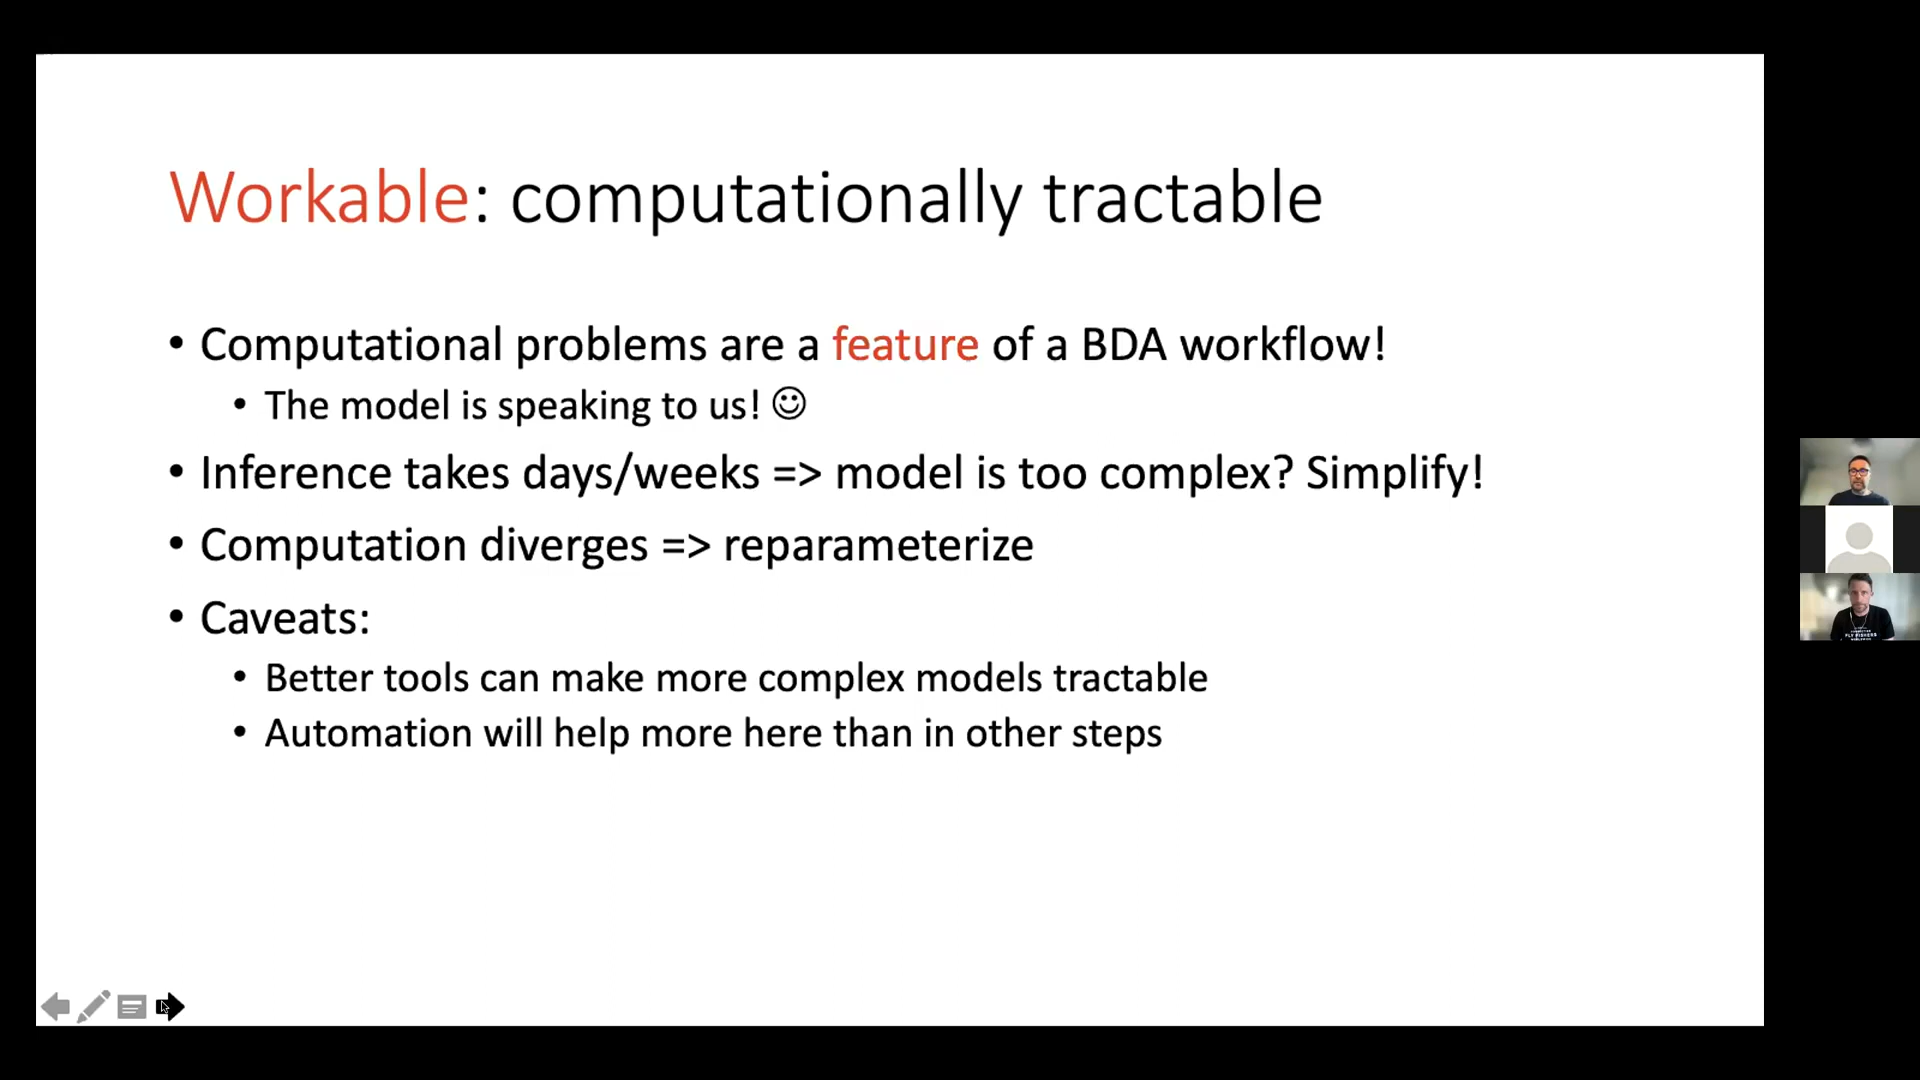 Workable: computationally tractable
• Computational problems are a feature of a BDA workflow!
• The model is speaking to us! ☺
• Inference takes days/weeks => model is too complex? Simplify!
• Computation diverges => reparameterize
• Caveats:
• Better tools can make more complex models tractable
• Automation will help more here than in other steps
FLY FISHERS